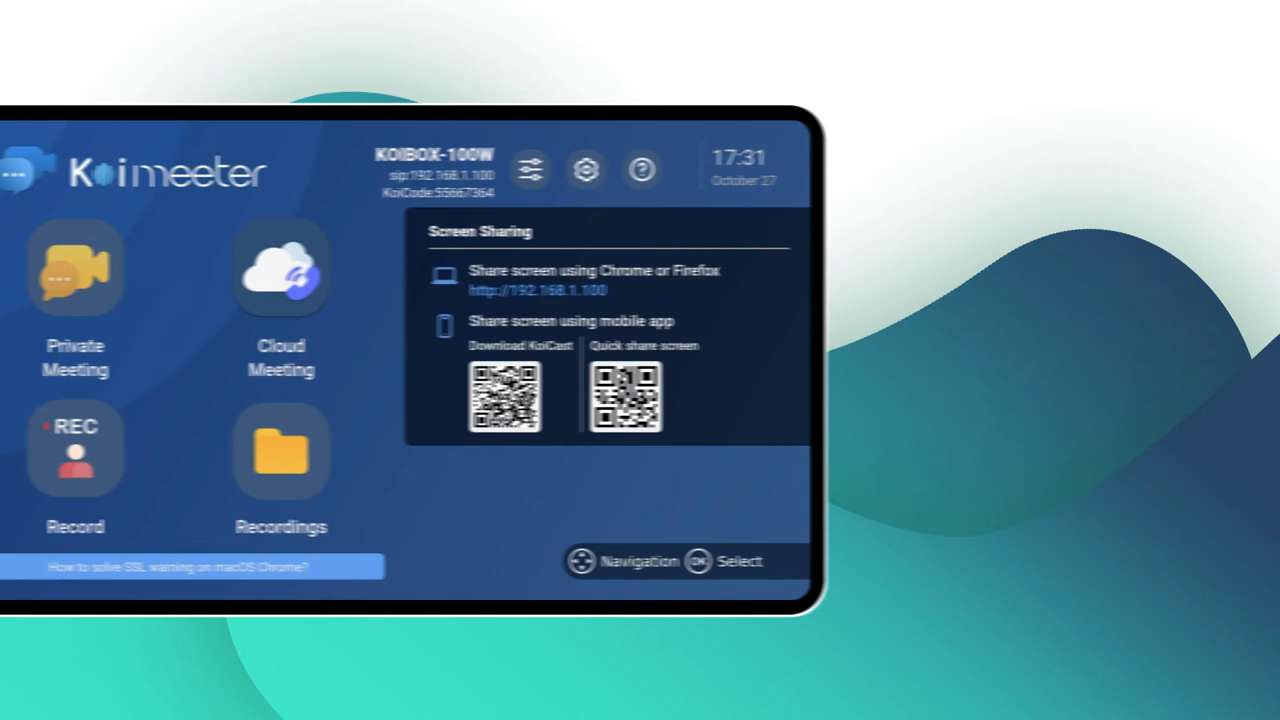 Koimeeter
KOIBOX-100W
sip:192.168.1.100
KoiCode:55667364
17:31
October 27
Private
Meeting
Cloud
Meeting
REC
Record
Recordings
Screen Sharing
Share screen using Chrome or Firefox
http://192.168.1.100
Share screen using mobile app
Download KoiCast
Quick share screen
How to solve SSL warning on macOS Chrome?
Navigation
OK
Select